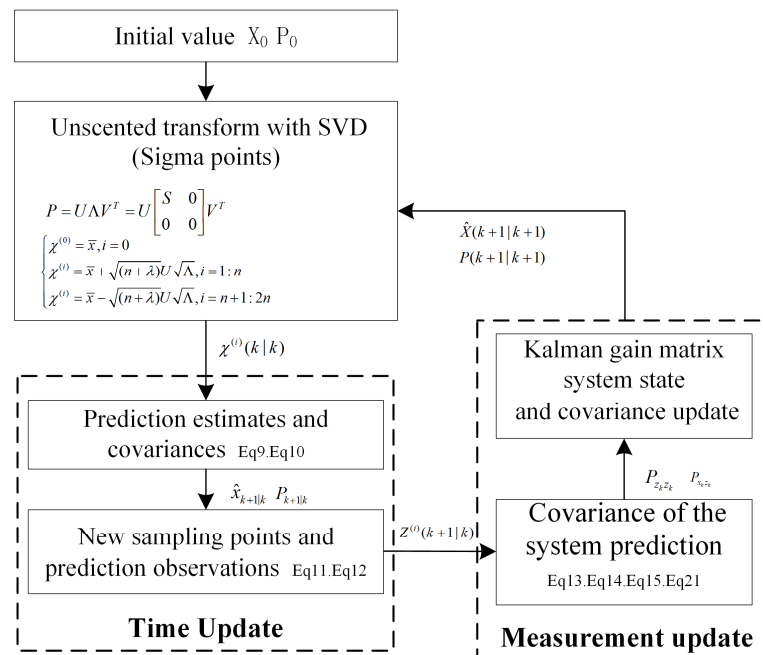 Initial value X₀ P₀
Unscented transform with SVD
(Sigma points)
P = UΛVᵀ = U [S 0; 0 0] Vᵀ
χ⁽⁰⁾ = x̄, i = 0
χ⁽ⁱ⁾ = x̄ + √(n + λ)U√Λ, i = 1: n
χ⁽ⁱ⁾ = x̄ − √(n + λ)U√Λ, i = n+1: 2n
χ⁽ⁱ⁾(k | k)
Prediction estimates and
covariances Eq9.Eq10
x̂ₖ₊₁|ₖ Pₖ₊₁|ₖ
New sampling points and
prediction observations Eq11.Eq12
Time Update
Z⁽ⁱ⁾(k+1| k)
X̂(k+1| k+1)
P(k+1| k+1)
Kalman gain matrix
system state
and covariance update
P_{z_k z_k} P_{x_k z_k}
Covariance of the
system prediction
Eq13.Eq14.Eq15.Eq21
Measurement update